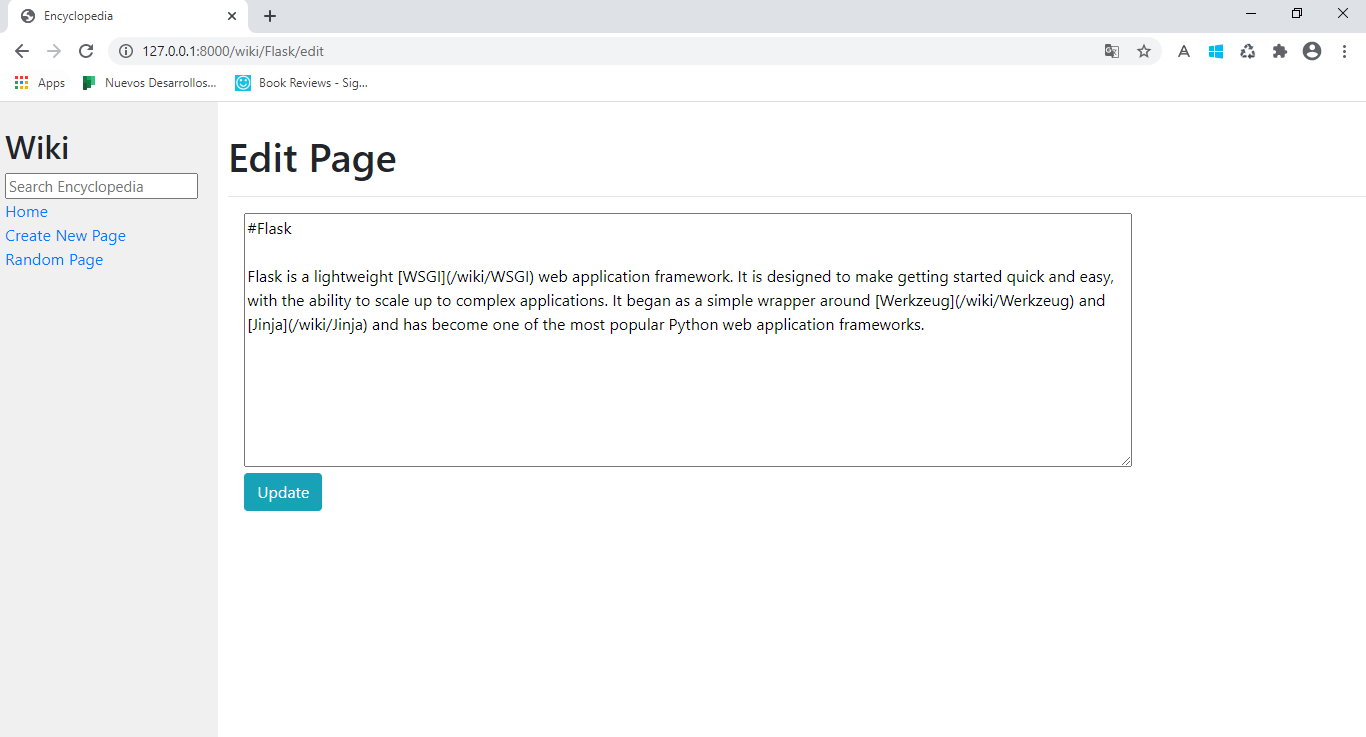 Encyclopedia
127.0.0.1:8000/wiki/Flask/edit
Apps
Nuevos Desarrollos...
Book Reviews - Sig...
Wiki
Search Encyclopedia
Home
Create New Page
Random Page
Edit Page
#Flask
Flask is a lightweight [WSGI](/wiki/WSGI) web application framework. It is designed to make getting started quick and easy,
with the ability to scale up to complex applications. It began as a simple wrapper around [Werkzeug](/wiki/Werkzeug) and
[Jinja](/wiki/Jinja) and has become one of the most popular Python web application frameworks.
Update